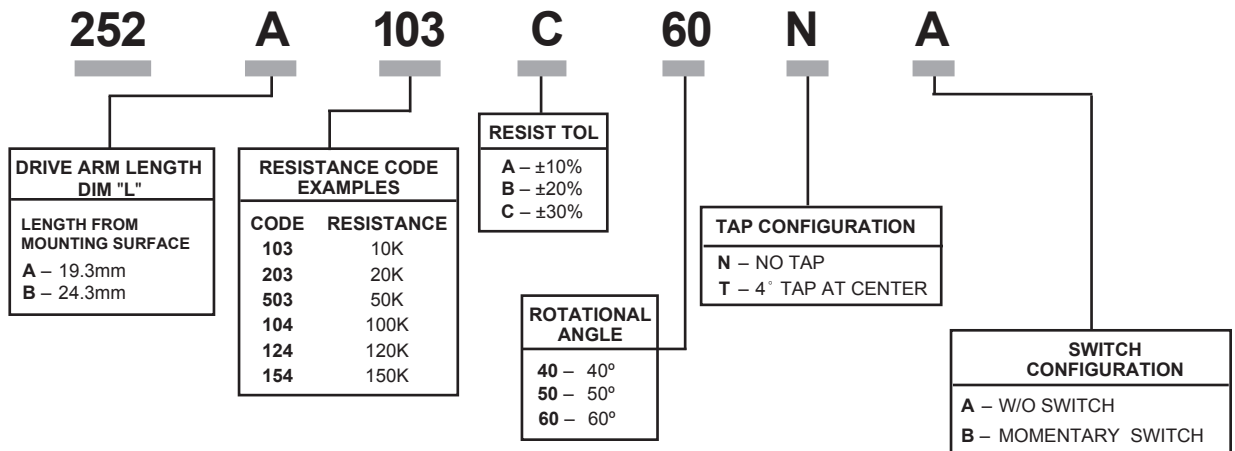 252 A 103 C 60 N A
DRIVE ARM LENGTH
DIM "L"
LENGTH FROM
MOUNTING SURFACE
A – 19.3mm
B – 24.3mm
RESISTANCE CODE
EXAMPLES
CODE RESISTANCE
103 10K
203 20K
503 50K
104 100K
124 120K
154 150K
RESIST TOL
A – ±10%
B – ±20%
C – ±30%
ROTATIONAL
ANGLE
40 – 40º
50 – 50º
60 – 60º
TAP CONFIGURATION
N – NO TAP
T – 4° TAP AT CENTER
SWITCH
CONFIGURATION
A – W/O SWITCH
B – MOMENTARY SWITCH